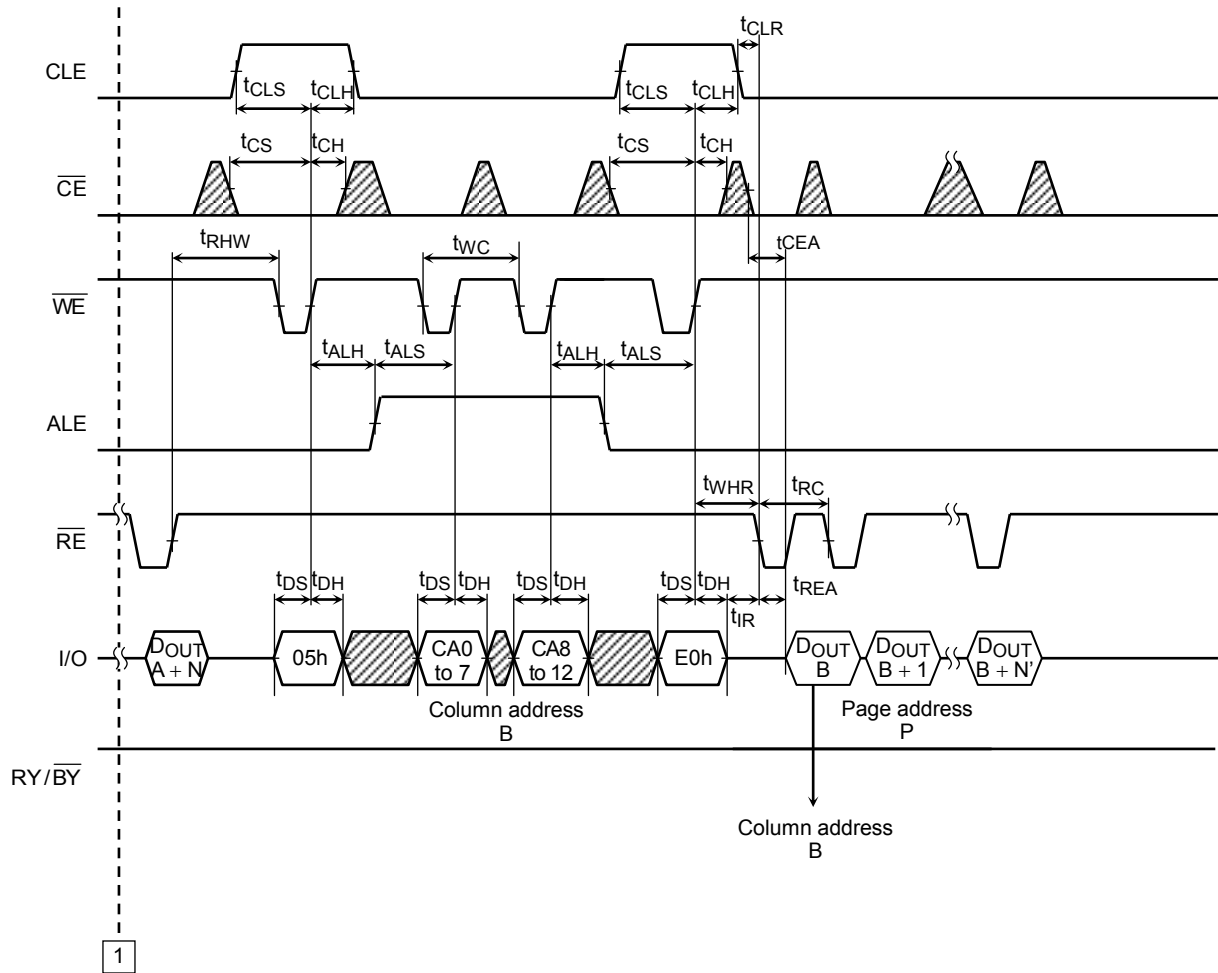 tCLR
CLE
tCLS tCLH tCLS tCLH
tCS tCH tCS tCH
CE
tRHW tWC tCEA
WE
tALH tALS tALH tALS
ALE
tWHR tRC
RE
tDS tDH tDS tDH tDS tDH tDS tDH tREA
tIR
I/O
DOUT
A + N
05h
CA0
to 7
CA8
to 12
E0h
DOUT
B
DOUT
B + 1
DOUT
B + N’
Column address
B
Page address
P
RY/BY
Column address
B
1